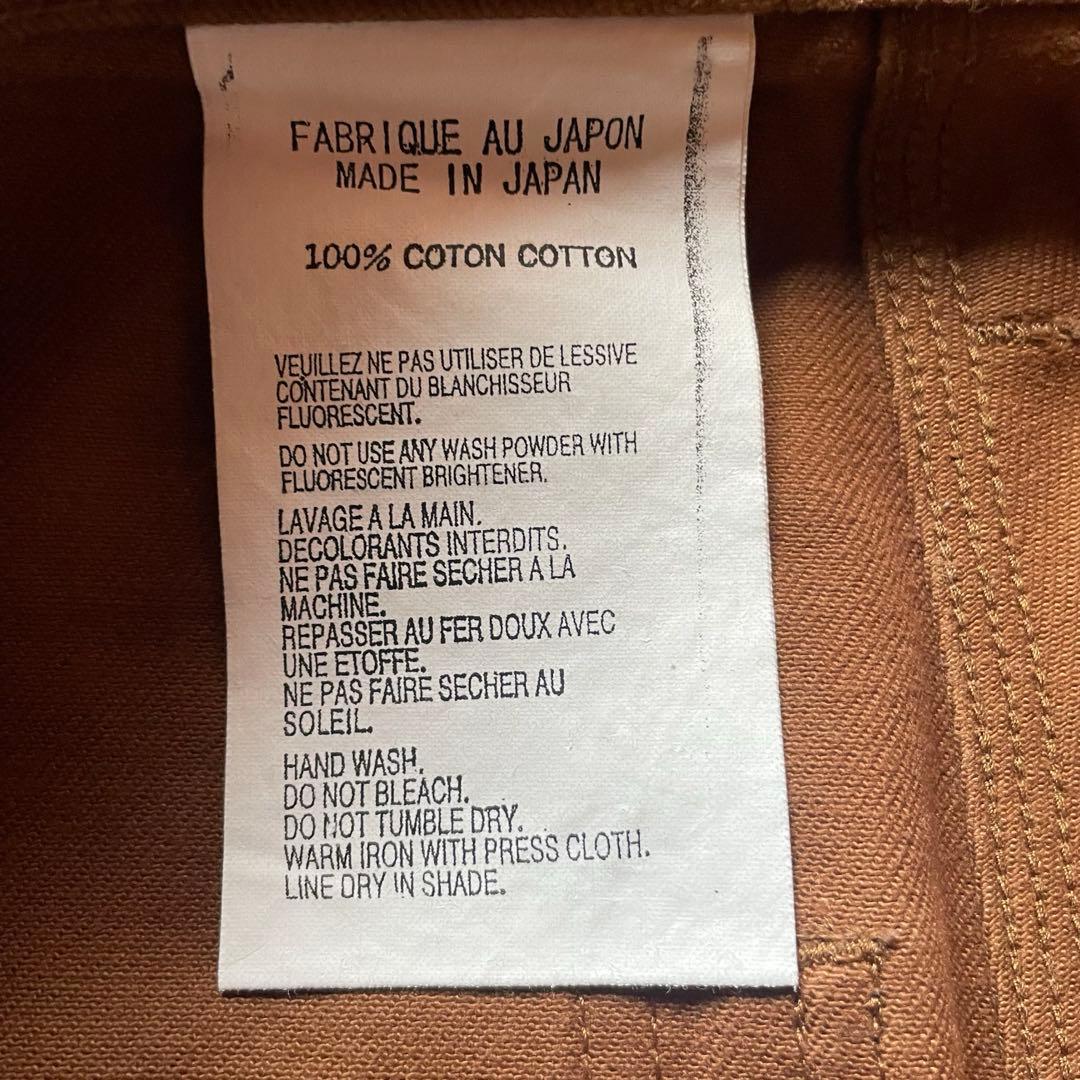 FABRIQUE AU JAPON
MADE IN JAPAN
100% COTON COTTON
VEUILLEZ NE PAS UTILISER DE LESSIVE
CONTENANT DU BLANCHISSEUR
FLUORESCENT.
DO NOT USE ANY WASH POWDER WITH
FLUORESCENT BRIGHTENER.
LAVAGE A LA MAIN.
DECOLORANTS INTERDITS.
NE PAS FAIRE SECHER A LA
MACHINE.
REPASSER AU FER DOUX AVEC
UNE ETOFFE.
NE PAS FAIRE SECHER AU
SOLEIL.
HAND WASH.
DO NOT BLEACH.
DO NOT TUMBLE DRY.
WARM IRON WITH PRESS CLOTH.
LINE DRY IN SHADE.